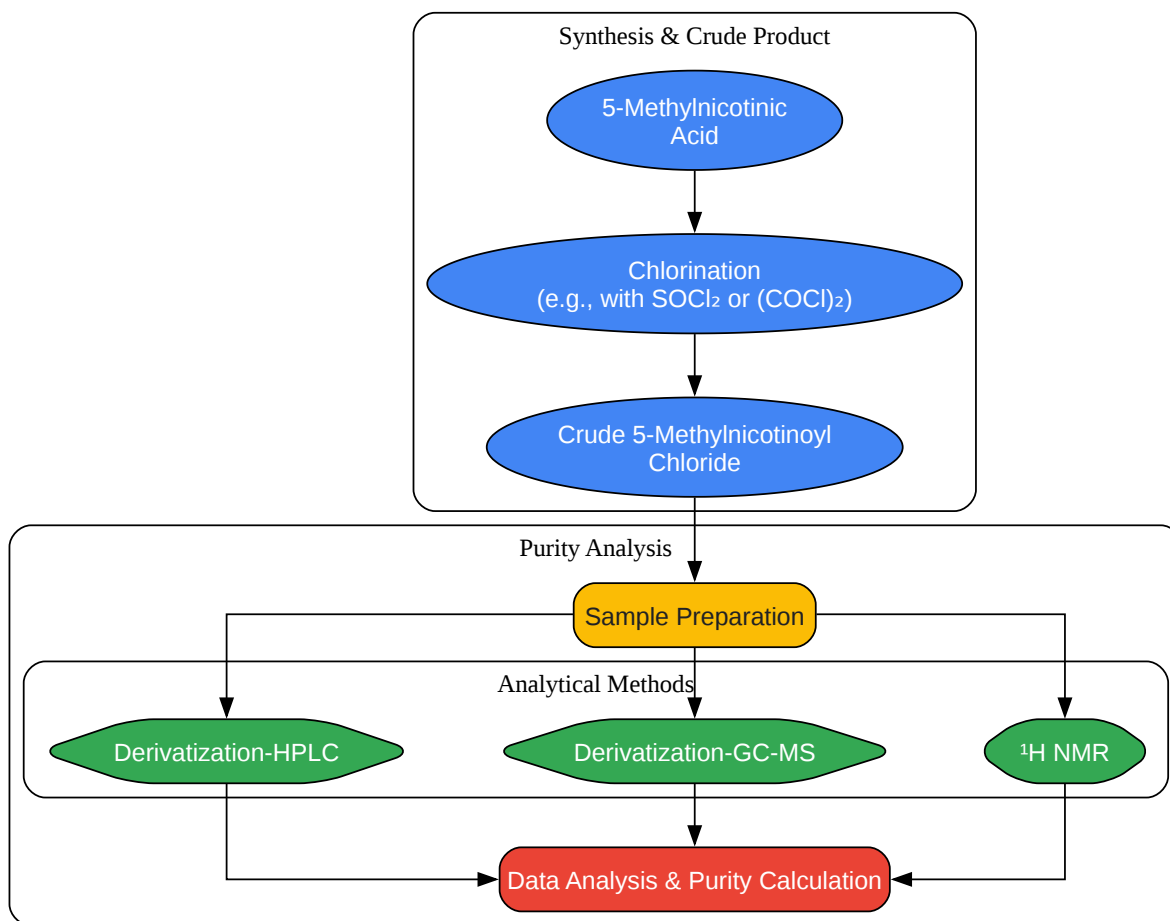 Synthesis & Crude Product
5-Methylnicotinic
Acid
Chlorination
(e.g., with SOCl₂ or (COCl)₂)
Crude 5-Methylnicotinoyl
Chloride
Purity Analysis
Sample Preparation
Analytical Methods
Derivatization-HPLC
Derivatization-GC-MS
¹H NMR
Data Analysis & Purity Calculation